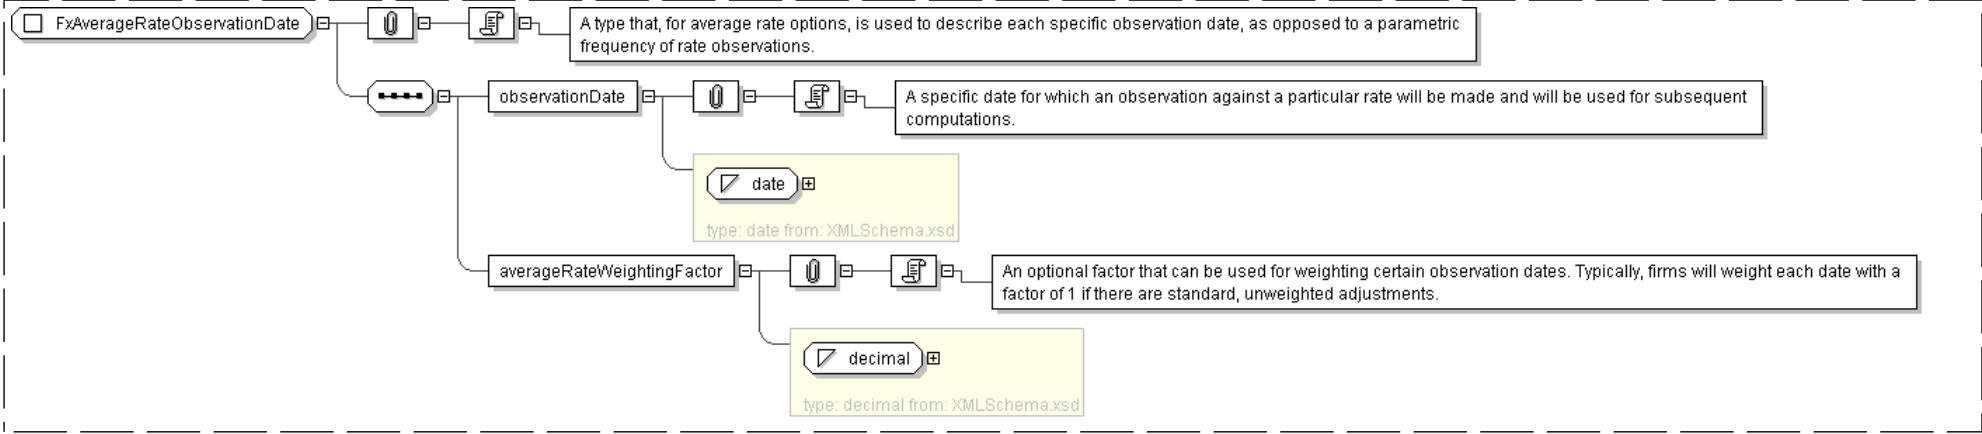 FxAverageRateObservationDate
A type that, for average rate options, is used to describe each specific observation date, as opposed to a parametric
frequency of rate observations.
observationDate
A specific date for which an observation against a particular rate will be made and will be used for subsequent
computations.
date
type: date from: XMLSchema.xsd
averageRateWeightingFactor
An optional factor that can be used for weighting certain observation dates. Typically, firms will weight each date with a
factor of 1 if there are standard, unweighted adjustments.
decimal
type: decimal from: XMLSchema.xsd